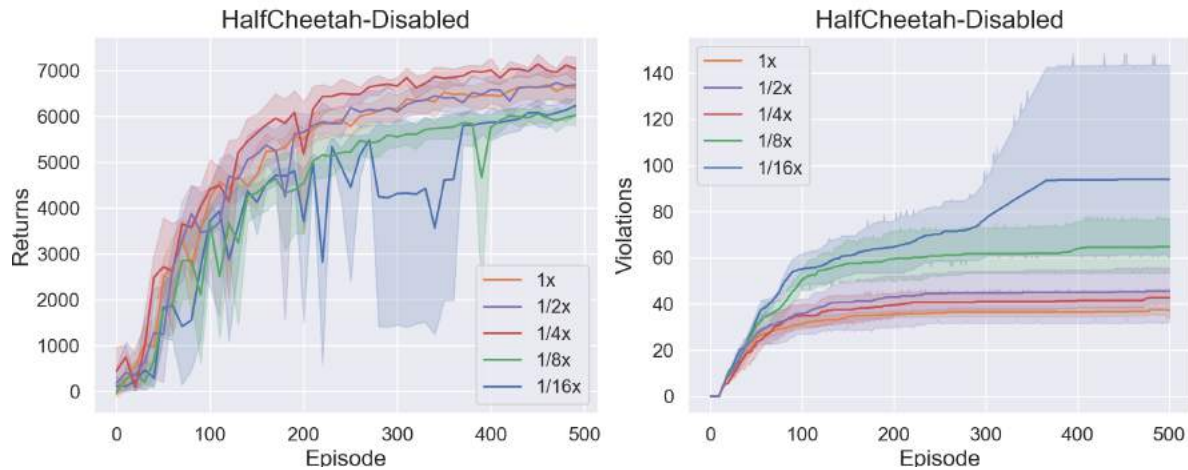 HalfCheetah-Disabled
Returns
7000
6000
5000
4000
3000
2000
1000
0
1x
1/2x
1/4x
1/8x
1/16x
0 100 200 300 400 500
Episode
HalfCheetah-Disabled
Violations
140
120
100
80
60
40
20
0
1x
1/2x
1/4x
1/8x
1/16x
0 100 200 300 400 500
Episode